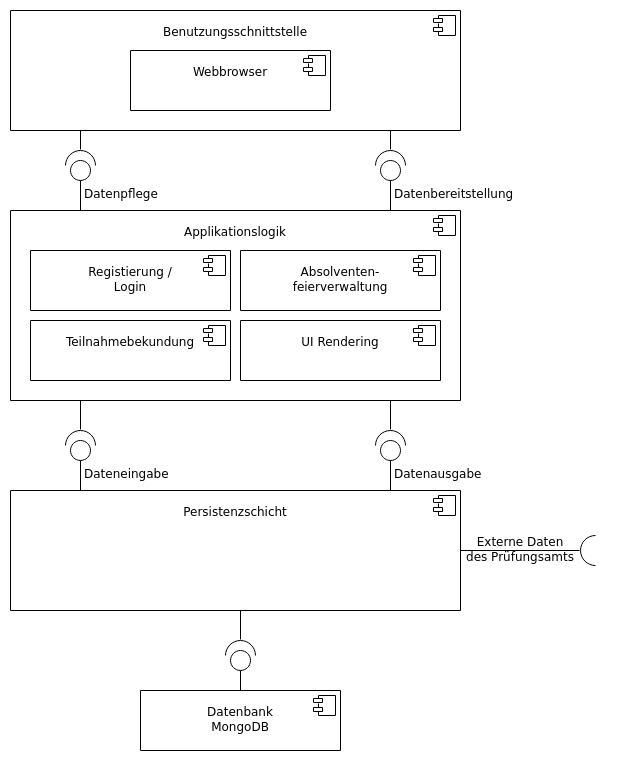 Benutzungsschnittstelle
Webbrowser
Datenpflege
Datenbereitstellung
Applikationslogik
Registierung /
Login
Absolventen-
feierverwaltung
Teilnahmebekundung
UI Rendering
Dateneingabe
Datenausgabe
Persistenzschicht
Externe Daten
des Prüfungsamts
Datenbank
MongoDB